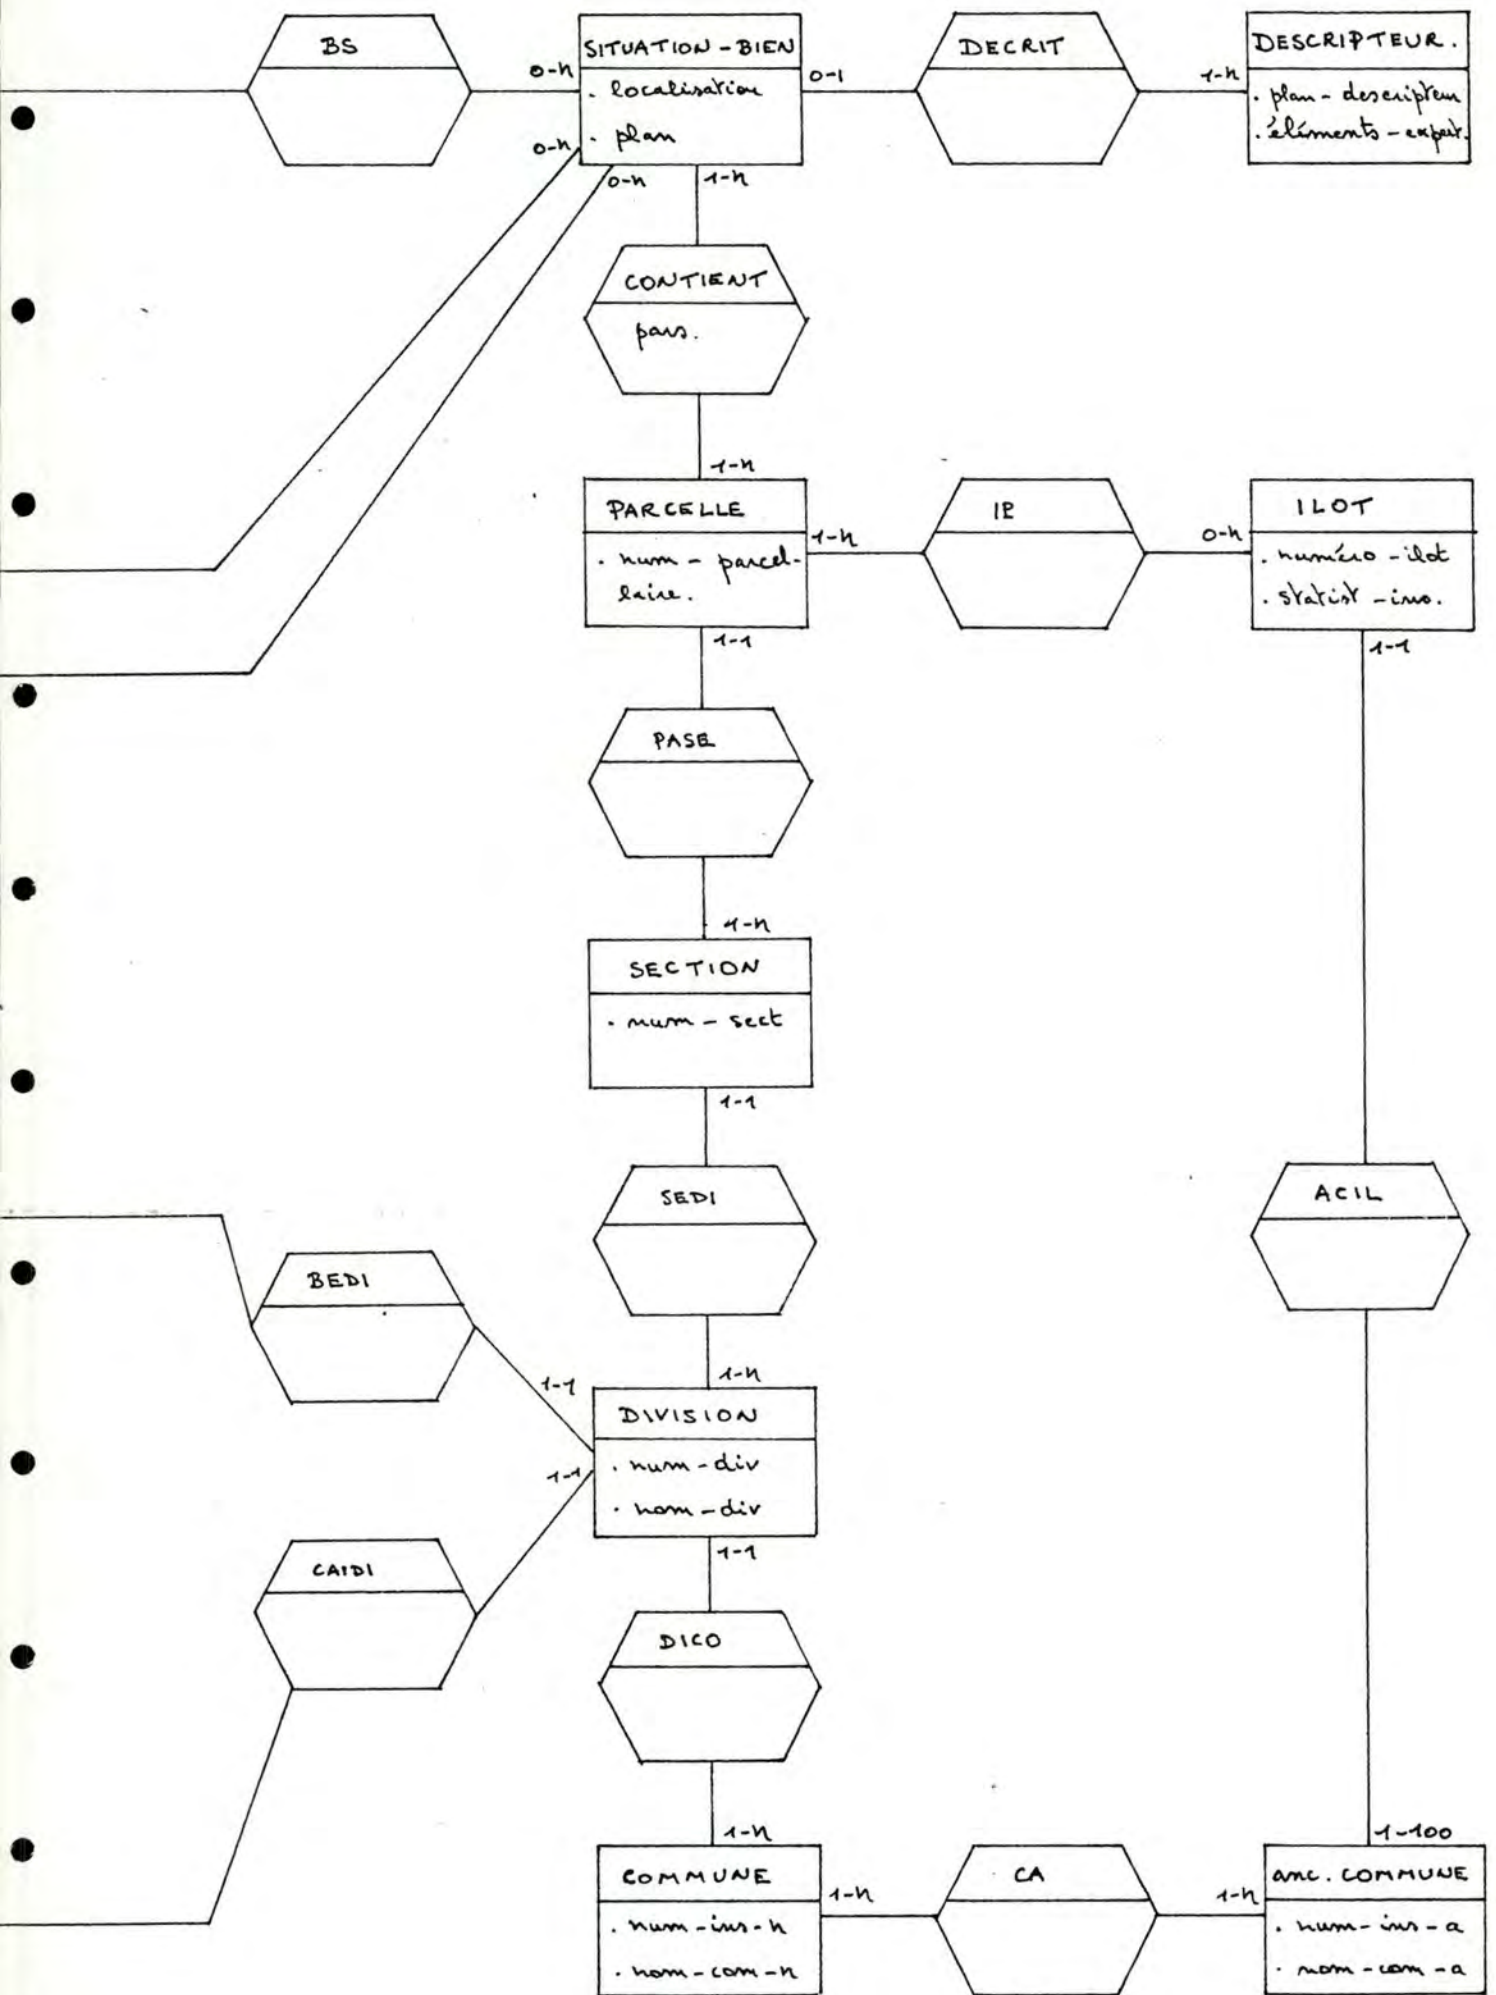 BS
SITUATION - BIEN
DECRIT
DESCRIPTEUR.
0-n
0-1
1-n
. localisation
. plan
. plan - descripteur
. éléments - expert.
0-n
0-n
1-n
CONTIENT
pars.
1-n
PARCELLE
IP
ILOT
1-n
0-n
. num - parcel-
laire.
. numéro - ilot
. statist - ins.
1-1
1-1
PASE
1-n
SECTION
. num - sect
1-1
SEDI
ACIL
BEDI
1-1
1-n
DIVISION
. num - div
. nom - div
1-1
1-1
CAIDI
DICO
1-n
1-100
COMMUNE
CA
anc. COMMUNE
1-n
1-n
. num - ins - n
. nom - com - n
. num - ins - a
. nom - com - a